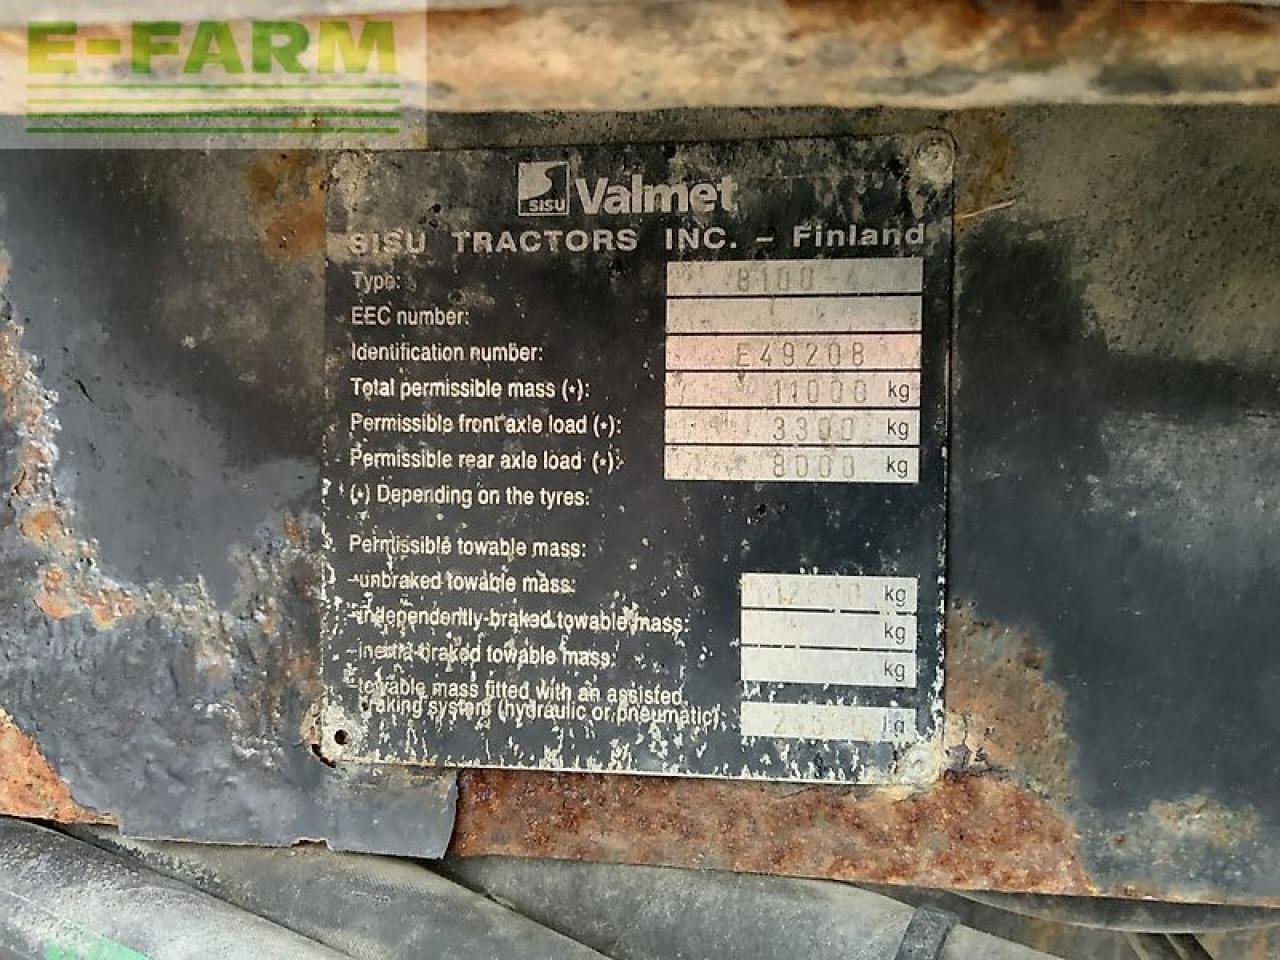 E-FARM
SISU Valmet
SISU TRACTORS INC. – Finland
Type: 8100-
EEC number:
Identification number: E49208
Total permissible mass (•): 11000 kg
Permissible front axle load (•): 3300 kg
Permissible rear axle load (•): 8000 kg
(•) Depending on the tyres:
Permissible towable mass:
-unbraked towable mass: kg
-independently-braked towable mass: kg
-inertia-braked towable mass: kg
-towable mass fitted with an assisted
braking system (hydraulic or pneumatic): kg